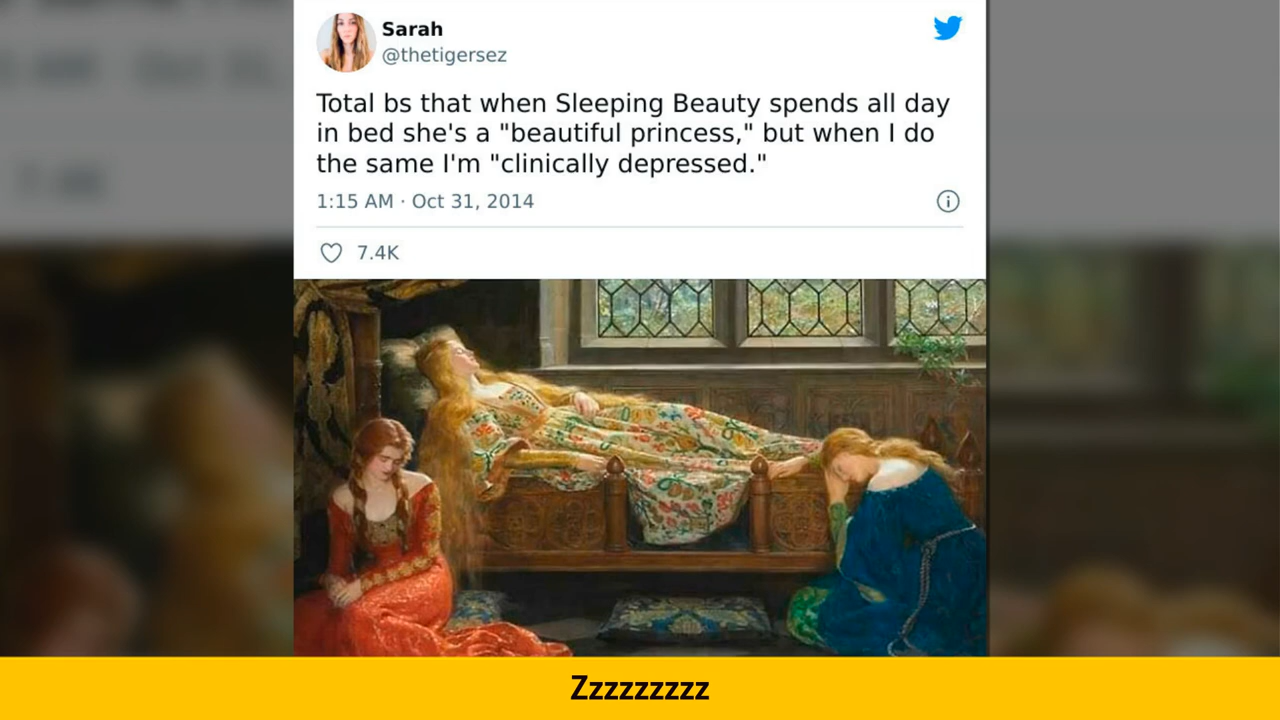 Sarah
@thetigersez
Total bs that when Sleeping Beauty spends all day
in bed she's a "beautiful princess," but when I do
the same I'm "clinically depressed."
1:15 AM · Oct 31, 2014
7.4K
Zzzzzzzzz